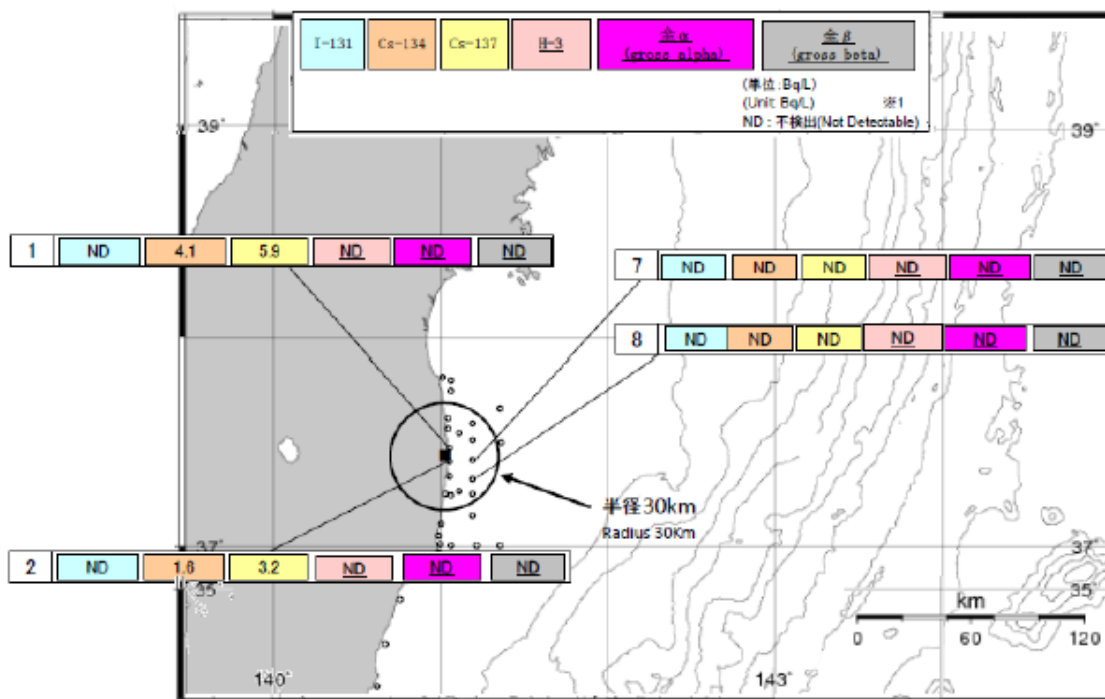 I-131 Cs-134 Cs-137 H-3 全α 全β
(gross alpha) (gross beta)
(単位:Bq/L)
(Unit: Bq/L) ※1
ND : 不検出(Not Detectable)
39° 39°
1 ND 4.1 5.9 ND ND ND
7 ND ND ND ND ND ND
8 ND ND ND ND ND ND
半径30km
Radius 30Km
37° 37°
2 ND 1.6 3.2 ND ND ND
35° 35°
km
0 60 120
140° 143°